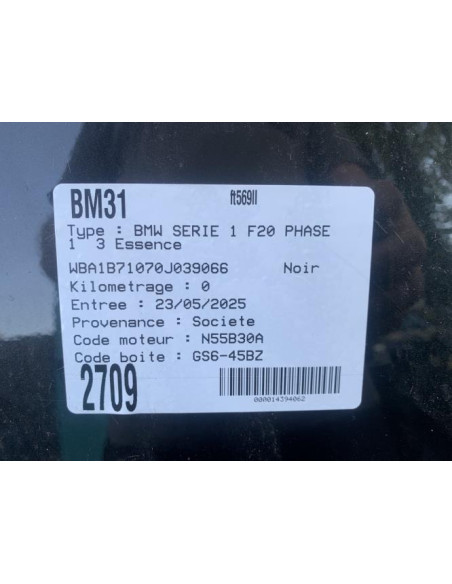 BM31 ft569ll
Type : BMW SERIE 1 F20 PHASE
1 3 Essence
WBA1B71070J039066 Noir
Kilometrage : 0
Entree : 23/05/2025
Provenance : Societe
Code moteur : N55B30A
Code boite : GS6-45BZ
2709
000014394062